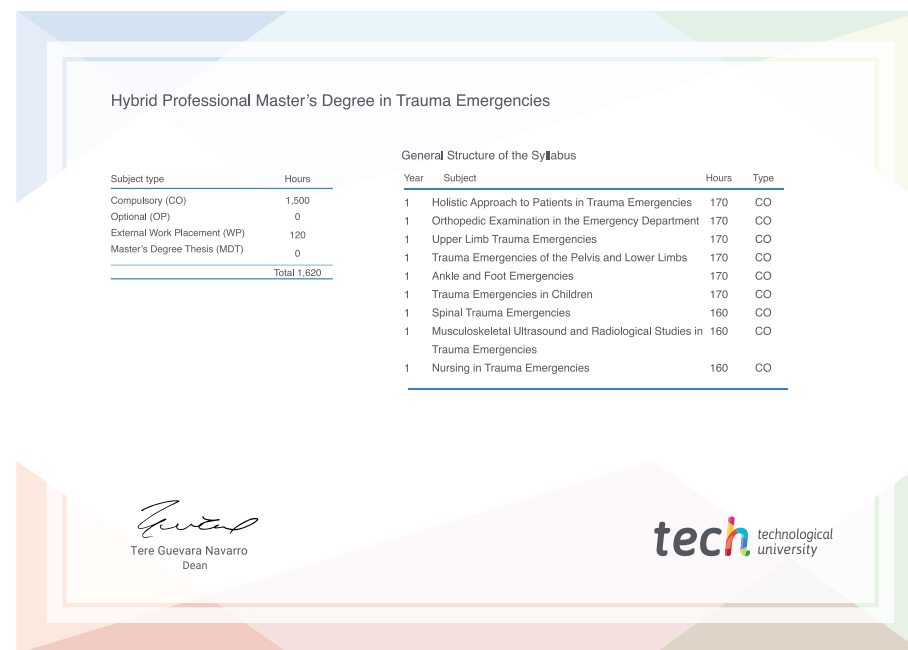 Hybrid Professional Master's Degree in Trauma Emergencies
General Structure of the Syllabus
Subject type Hours
Compulsory (CO) 1,500
Optional (OP) 0
External Work Placement (WP) 120
Master's Degree Thesis (MDT) 0
Total 1,620
Year Subject Hours Type
1 Holistic Approach to Patients in Trauma Emergencies 170 CO
1 Orthopedic Examination in the Emergency Department 170 CO
1 Upper Limb Trauma Emergencies 170 CO
1 Trauma Emergencies of the Pelvis and Lower Limbs 170 CO
1 Ankle and Foot Emergencies 170 CO
1 Trauma Emergencies in Children 170 CO
1 Spinal Trauma Emergencies 160 CO
1 Musculoskeletal Ultrasound and Radiological Studies in 160 CO
Trauma Emergencies
1 Nursing in Trauma Emergencies 160 CO
Tere Guevara Navarro
Dean
tech technological
university